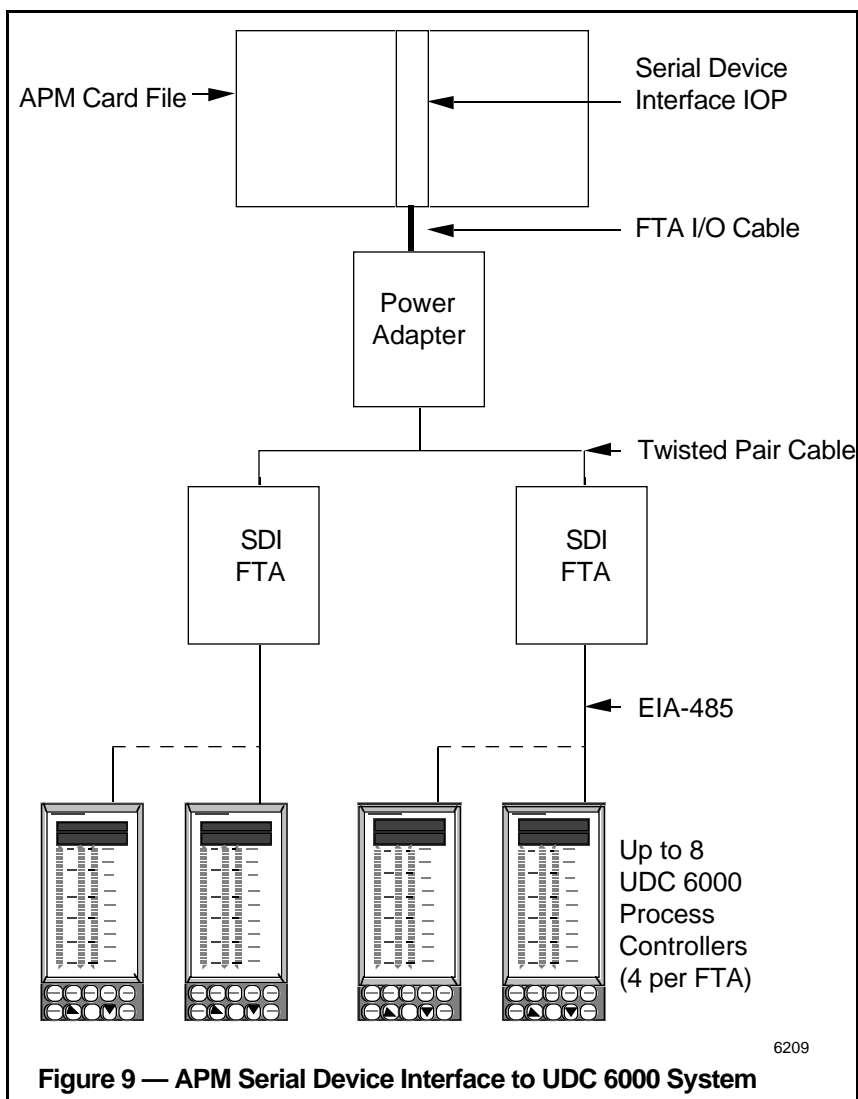 APM Card File
Serial Device
Interface IOP
FTA I/O Cable
Power
Adapter
Twisted Pair Cable
SDI
FTA
SDI
FTA
EIA-485
Up to 8
UDC 6000
Process
Controllers
(4 per FTA)
6209
Figure 9 — APM Serial Device Interface to UDC 6000 System